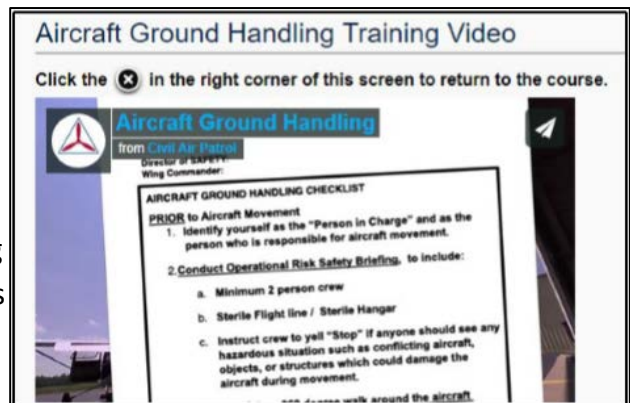 Aircraft Ground Handling Training Video
Click the in the right corner of this screen to return to the course.
Aircraft Ground Handling
from Civil Air Patrol
Director of SAFETY:
Wing Commander:
AIRCRAFT GROUND HANDLING CHECKLIST
PRIOR to Aircraft Movement
1. Identify yourself as the "Person in Charge" and as the
person who is responsible for aircraft movement.
2. Conduct Operational Risk Safety Briefing, to include:
a. Minimum 2 person crew
b. Sterile Flight line / Sterile Hangar
c. Instruct crew to yell "Stop" if anyone should see any
hazardous situation such as conflicting aircraft,
objects, or structures which could damage the
aircraft during movement.
degree walk around the aircraft